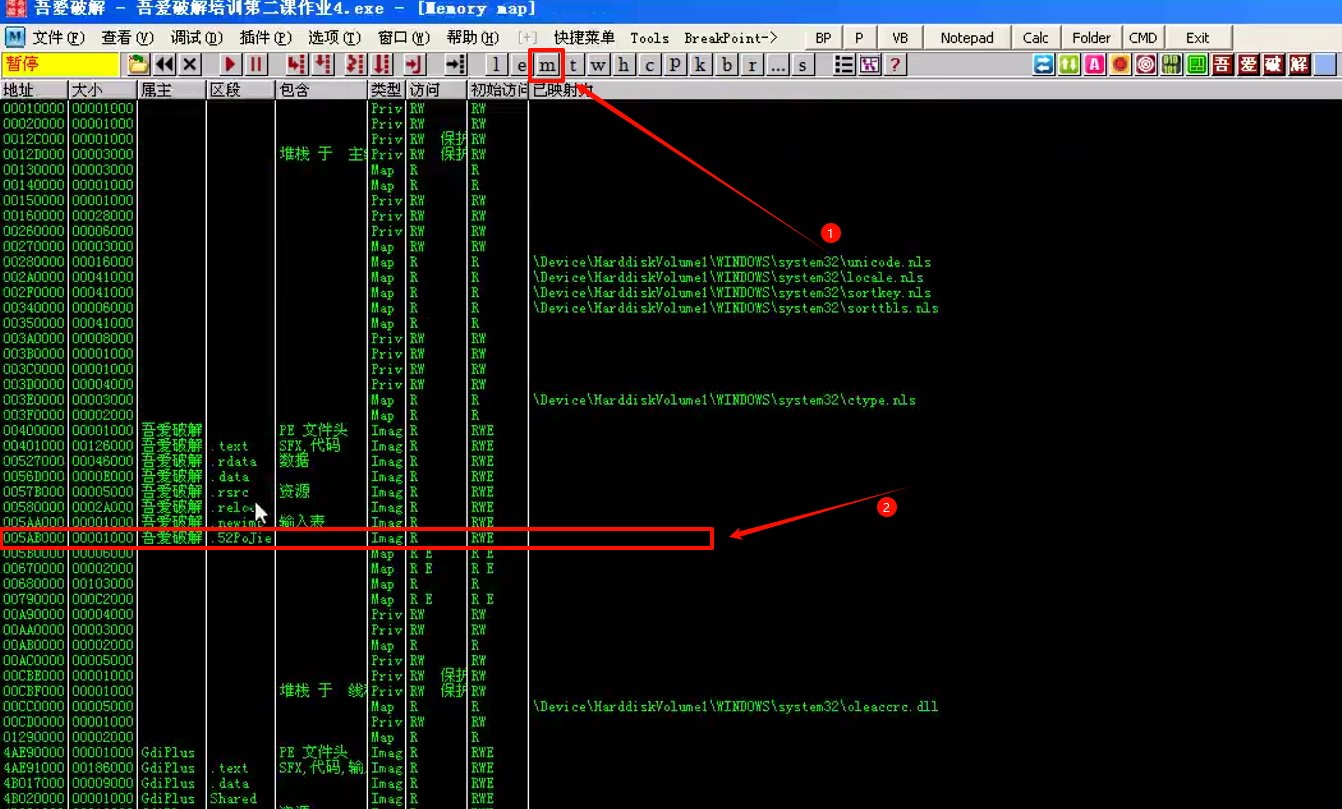 吾爱破解 - 吾爱破解培训第二课作业4.exe - [Memory map]
M 文件(F) 查看(V) 调试(D) 插件(P) 选项(T) 窗口(W) 帮助(H) [+] 快捷菜单 Tools BreakPoint-> BP P VB Notepad Calc Folder CMD Exit
暂停 l e m t w h c P k b r ... s ? 吾 爱 破 解
地址 大小 属主 区段 包含 类型 访问 初始访问 已映射为
00010000 00001000 Priv RW RW
00020000 00001000 Priv RW RW
0012C000 00001000 Priv RW 保护 RW
0012D000 00003000 堆栈 于 主 Priv RW 保护 RW
00130000 00003000 Map R R
00140000 00001000 Map R R
00150000 00001000 Priv RW RW
00160000 00028000 Priv RW RW
00260000 00006000 Priv RW RW
00270000 00003000 Map RW RW
①
00280000 00016000 Map R R \Device\HarddiskVolume1\WINDOWS\system32\unicode.nls
002A0000 00041000 Map R R \Device\HarddiskVolume1\WINDOWS\system32\locale.nls
002F0000 00041000 Map R R \Device\HarddiskVolume1\WINDOWS\system32\sortkey.nls
00340000 00006000 Map R R \Device\HarddiskVolume1\WINDOWS\system32\sorttbls.nls
00350000 00041000 Map R R
003A0000 00008000 Priv RW RW
003B0000 00001000 Priv RW RW
003C0000 00001000 Priv RW RW
003D0000 00004000 Priv RW RW
003E0000 00003000 Map R R \Device\HarddiskVolume1\WINDOWS\system32\ctype.nls
003F0000 00002000 Map R R
00400000 00001000 吾爱破解 PE 文件头 Imag R RWE
00401000 00126000 吾爱破解 .text SFX,代码 Imag R RWE
00527000 00046000 吾爱破解 .rdata 数据 Imag R RWE
0056D000 0000E000 吾爱破解 .data Imag R RWE
0057B000 00005000 吾爱破解 .rsrc 资源 Imag R RWE
00580000 0002A000 吾爱破解 .reloc Imag R RWE
②
005AA000 00001000 吾爱破解 .newimp 输入表 Imag R RWE
005AB000 00001000 吾爱破解 .52PoJie Imag R RWE
005B0000 00006000 Map R E R E
00670000 00002000 Map R E R E
00680000 00103000 Map R R
00790000 000C2000 Map R E R E
00A90000 00004000 Priv RW RW
00AA0000 00003000 Priv RW RW
00AB0000 00002000 Map R R
00AC0000 00005000 Priv RW RW
00CBE000 00001000 Priv RW 保护 RW
00CBF000 00001000 堆栈 于 线 Priv RW 保护 RW
00CC0000 00005000 Map R R \Device\HarddiskVolume1\WINDOWS\system32\oleaccrc.dll
00CD0000 00001000 Priv RW RW
01290000 00002000 Map R R
4AE90000 00001000 GdiPlus PE 文件头 Imag R RWE
4AE91000 00186000 GdiPlus .text SFX,代码,输 Imag R RWE
4B017000 00009000 GdiPlus .data Imag R RWE
4B020000 00001000 GdiPlus Shared Imag R RWE